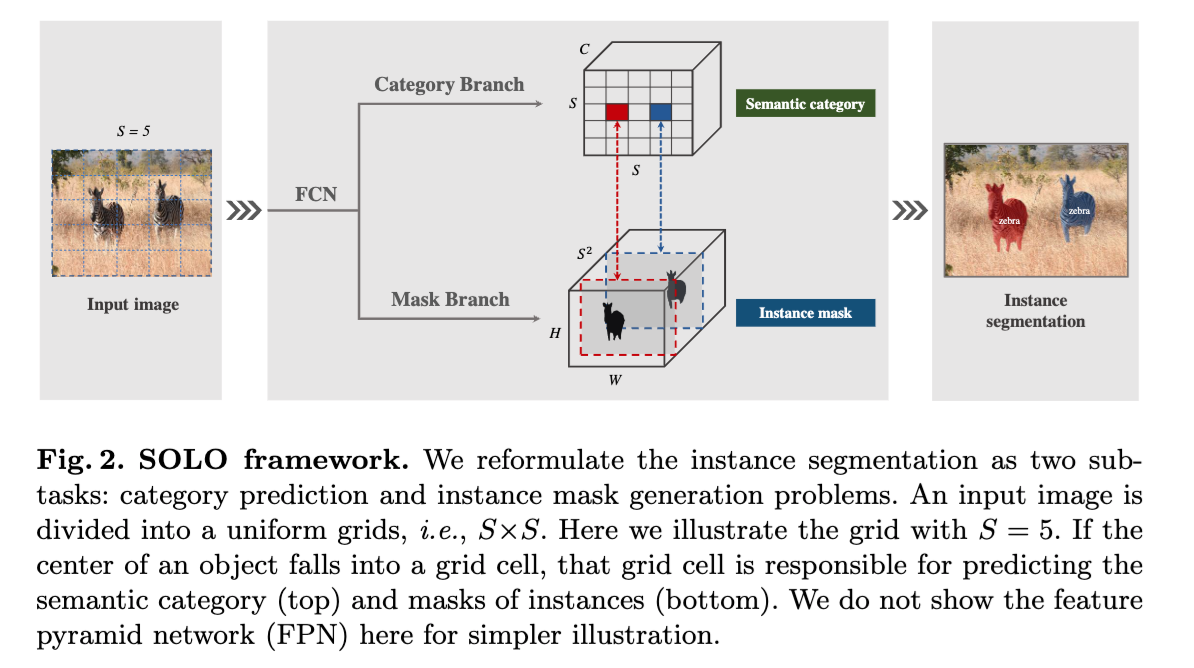 S = 5
Input image
FCN
Category Branch
C
S
S
Semantic category
Mask Branch
S²
H
W
Instance mask
zebra
zebra
Instance
segmentation
Fig. 2. SOLO framework. We reformulate the instance segmentation as two sub-
tasks: category prediction and instance mask generation problems. An input image is
divided into a uniform grids, i.e., S×S. Here we illustrate the grid with S = 5. If the
center of an object falls into a grid cell, that grid cell is responsible for predicting the
semantic category (top) and masks of instances (bottom). We do not show the feature
pyramid network (FPN) here for simpler illustration.